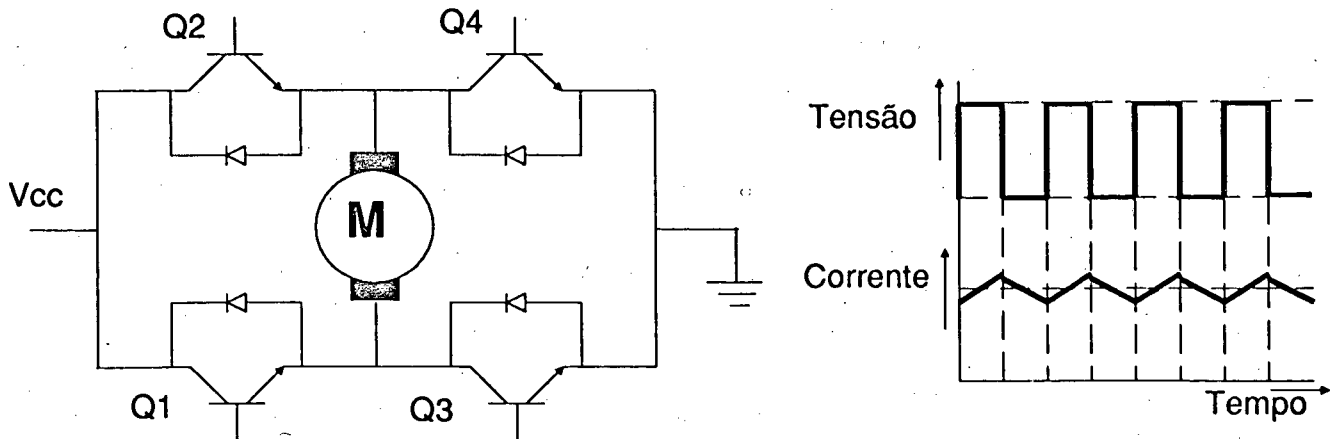 Q2
Q4
Tensão
Vcc
M
Corrente
Q1
Q3
Tempo